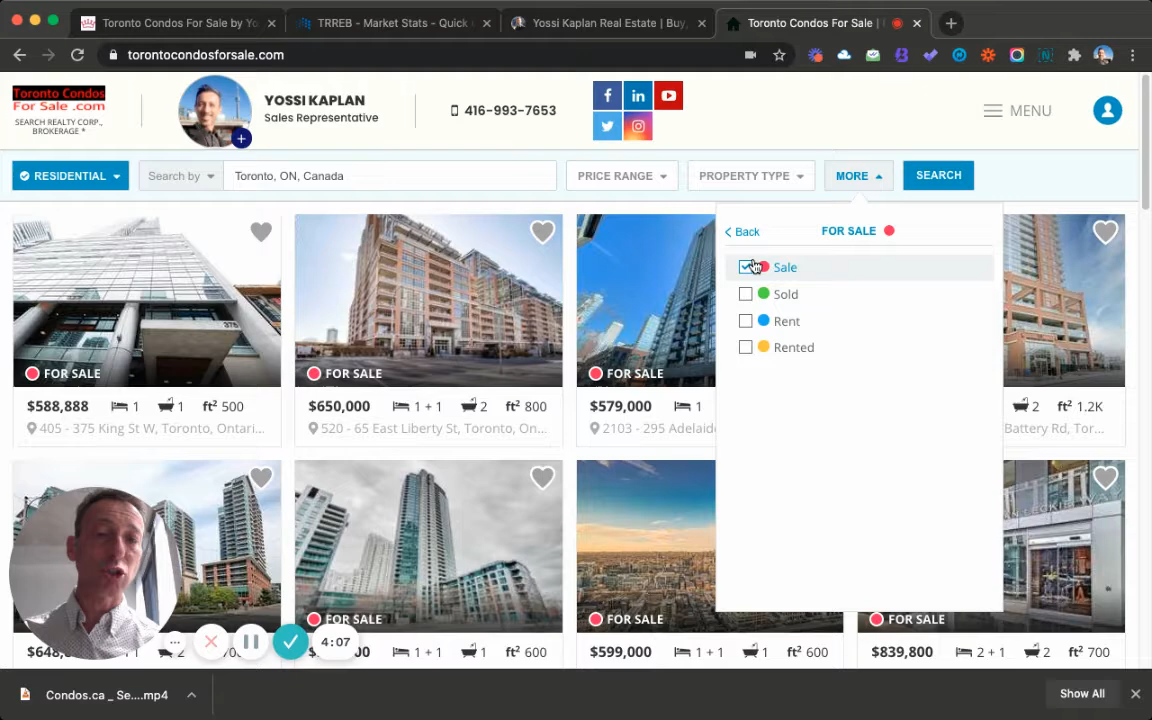 Toronto Condos For Sale by Yo
TRREB - Market Stats - Quick
Yossi Kaplan Real Estate | Buy,
Toronto Condos For Sale |
torontocondosforsale.com
Toronto Condos
For Sale .com
SEARCH REALTY CORP.,
BROKERAGE *
YOSSI KAPLAN
Sales Representative
416-993-7653
MENU
RESIDENTIAL
Search by
Toronto, ON, Canada
PRICE RANGE
PROPERTY TYPE
MORE
SEARCH
Back
FOR SALE
Sale
Sold
Rent
Rented
375
FOR SALE
FOR SALE
FOR SALE
$588,888 1 1 ft² 500
$650,000 1 + 1 2 ft² 800
$579,000 1
2 ft² 1.2K
405 - 375 King St W, Toronto, Ontari...
520 - 65 East Liberty St, Toronto, On...
2103 - 295 Adelaid
Battery Rd, Tor...
FOR SALE
FOR SALE
FOR SALE
1 + 1 1 ft² 600
$599,000 1 + 1 1 ft² 600
$839,800 2 + 1 2 ft² 700
4:07
Condos.ca _ Se....mp4
Show All